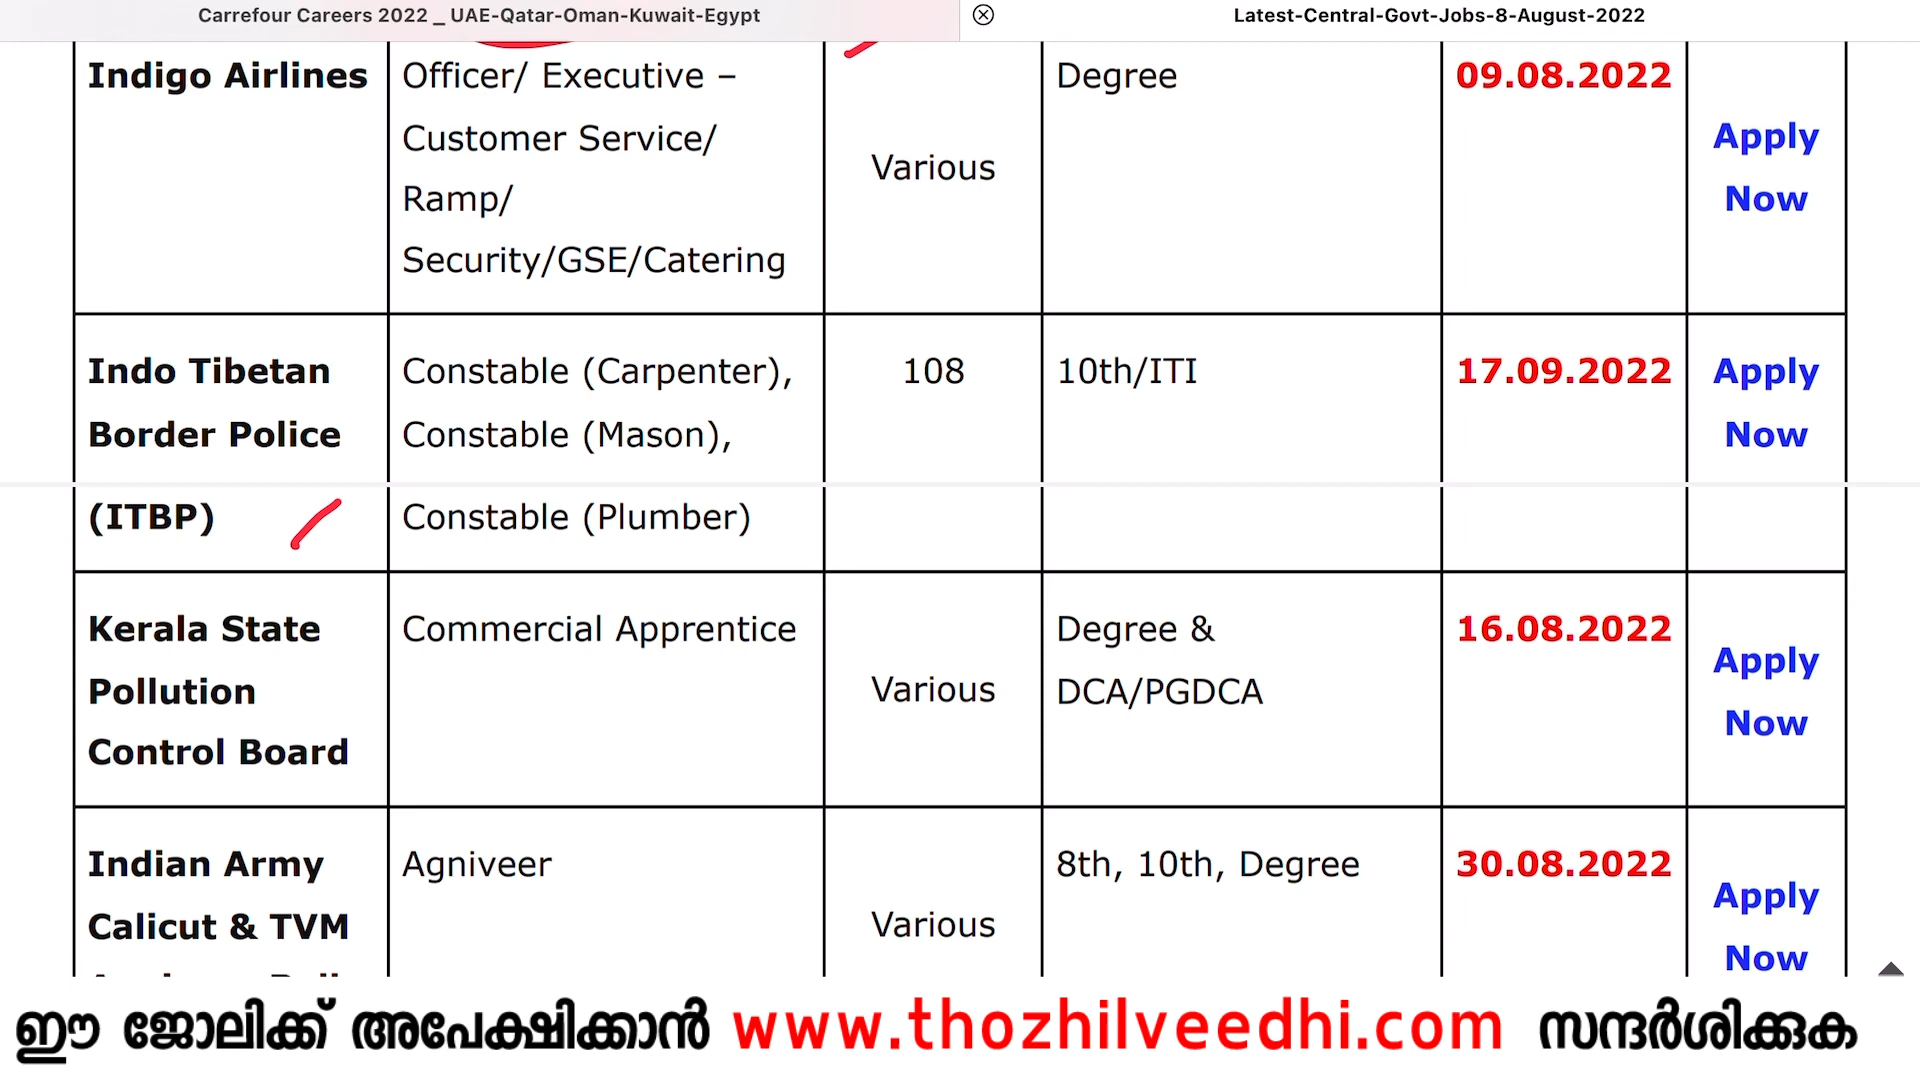 Carrefour Careers 2022 _ UAE-Qatar-Oman-Kuwait-Egypt
Latest-Central-Govt-Jobs-8-August-2022
Indigo Airlines
Officer/ Executive –
Customer Service/
Ramp/
Security/GSE/Catering
Various
Degree
09.08.2022
Apply
Now
Indo Tibetan
Border Police
(ITBP)
Constable (Carpenter),
Constable (Mason),
Constable (Plumber)
108
10th/ITI
17.09.2022
Apply
Now
Kerala State
Pollution
Control Board
Commercial Apprentice
Various
Degree &
DCA/PGDCA
16.08.2022
Apply
Now
Indian Army
Calicut & TVM
Agniveer
Various
8th, 10th, Degree
30.08.2022
Apply
Now
ഈ ജോലിക്ക് അപേക്ഷിക്കാൻ www.thozhilveedhi.com സന്ദർശിക്കുക